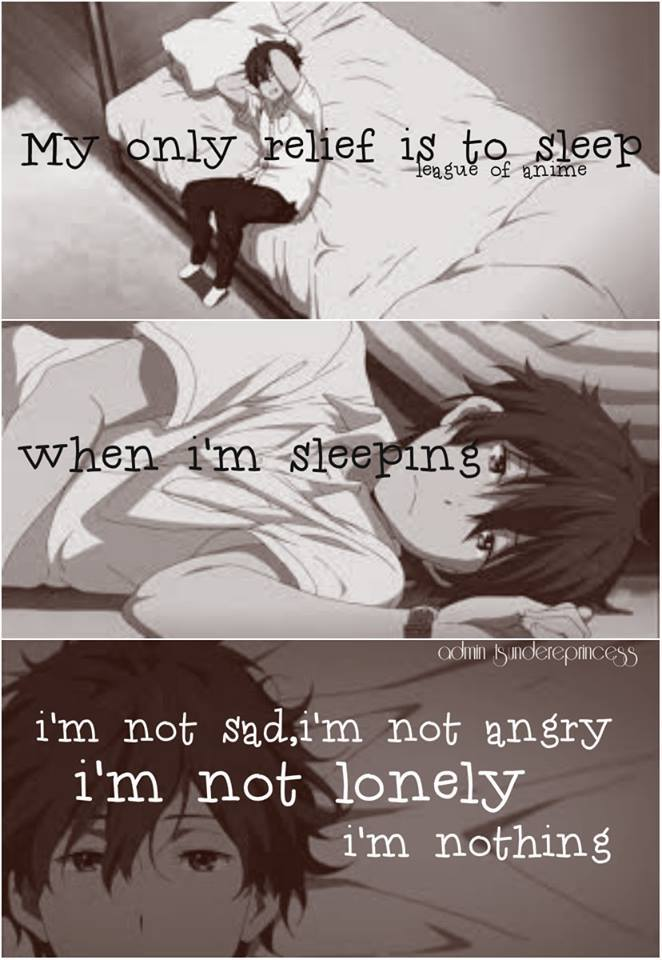 My only relief is to sleep
league of anime
when i'm sleeping
admin tsundereprincess
i'm not sad,i'm not angry
i'm not lonely
i'm nothing